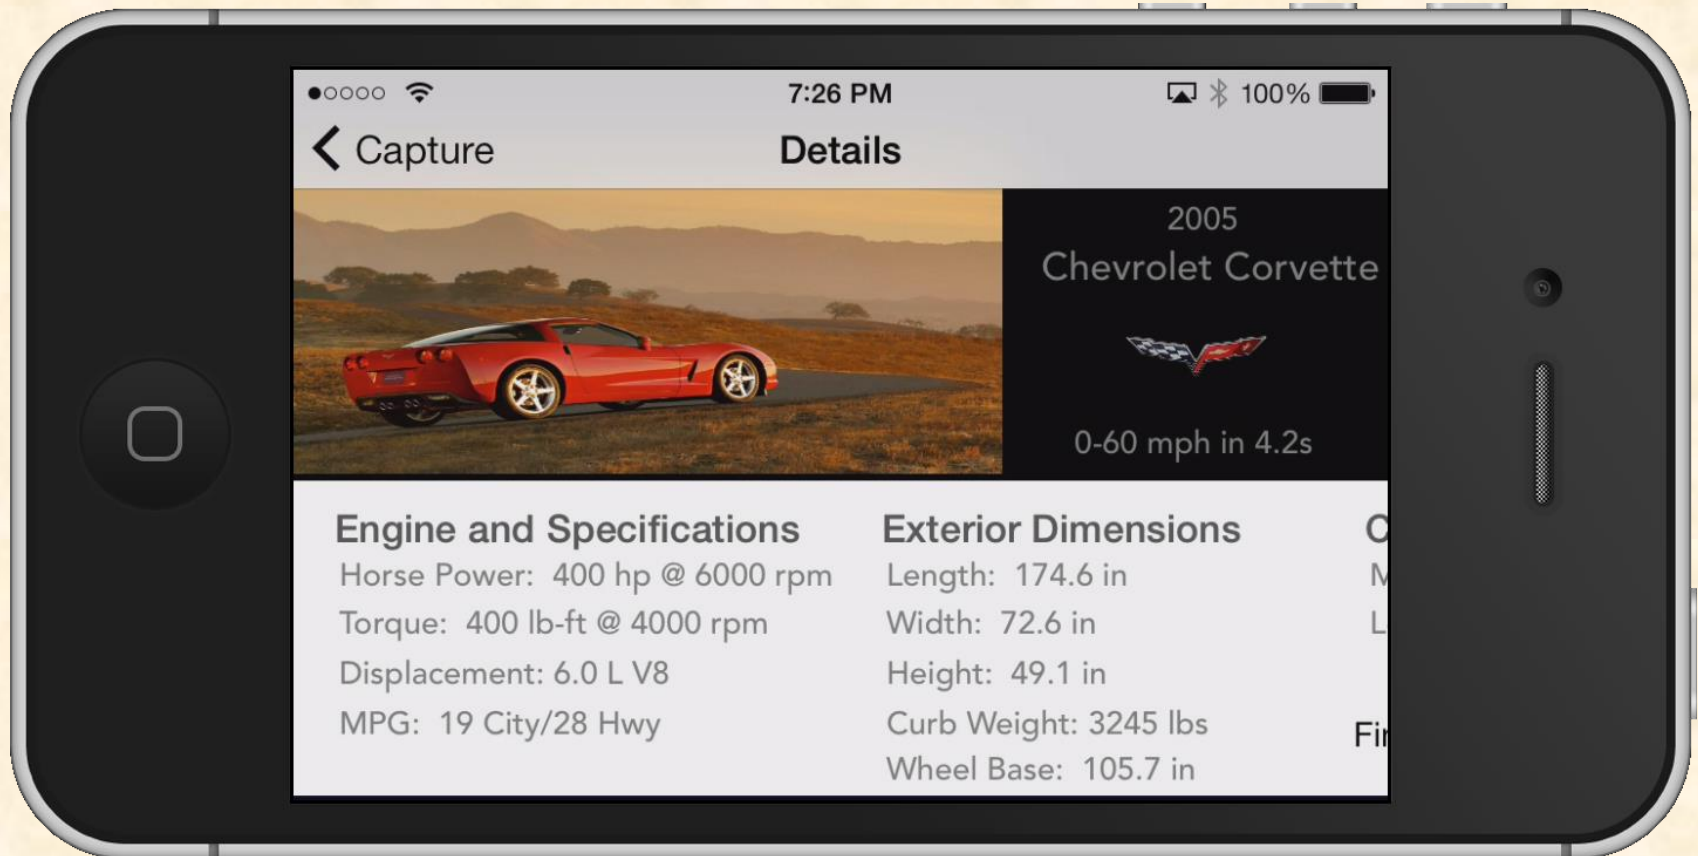 7:26 PM
100%
Capture
Details
2005
Chevrolet Corvette
0-60 mph in 4.2s
Engine and Specifications
Horse Power: 400 hp @ 6000 rpm
Torque: 400 lb-ft @ 4000 rpm
Displacement: 6.0 L V8
MPG: 19 City/28 Hwy
Exterior Dimensions
Length: 174.6 in
Width: 72.6 in
Height: 49.1 in
Curb Weight: 3245 lbs
Wheel Base: 105.7 in